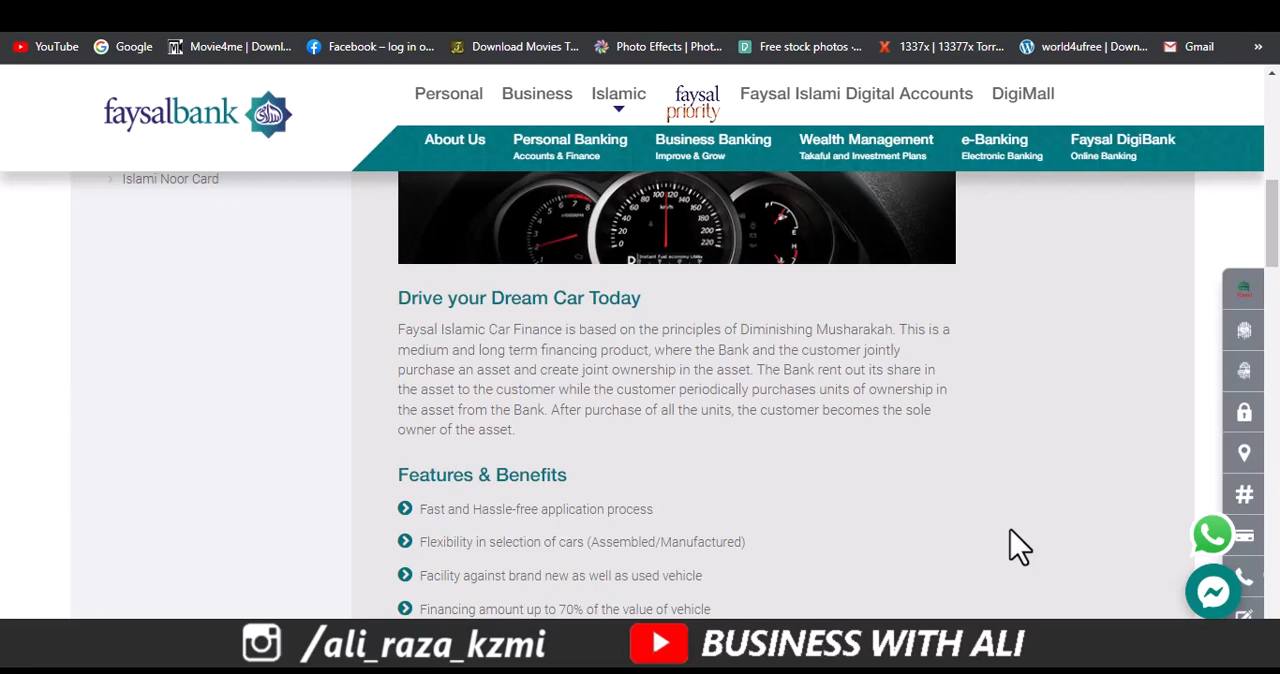 YouTube
Google
Movie4me | Downl...
Facebook – log in o...
Download Movies T...
Photo Effects | Phot...
Free stock photos -...
1337x | 13377x Torr...
world4ufree | Down...
Gmail
»
faysalbank
Personal
Business
Islamic
faysal
priority
Faysal Islami Digital Accounts
DigiMall
About Us
Personal Banking
Accounts & Finance
Business Banking
Improve & Grow
Wealth Management
Takaful and Investment Plans
e-Banking
Electronic Banking
Faysal DigiBank
Online Banking
Islami Noor Card
Drive your Dream Car Today
Faysal Islamic Car Finance is based on the principles of Diminishing Musharakah. This is a
medium and long term financing product, where the Bank and the customer jointly
purchase an asset and create joint ownership in the asset. The Bank rent out its share in
the asset to the customer while the customer periodically purchases units of ownership in
the asset from the Bank. After purchase of all the units, the customer becomes the sole
owner of the asset.
Features & Benefits
Fast and Hassle-free application process
Flexibility in selection of cars (Assembled/Manufactured)
Facility against brand new as well as used vehicle
Financing amount up to 70% of the value of vehicle
/ali_raza_kzmi
BUSINESS WITH ALI